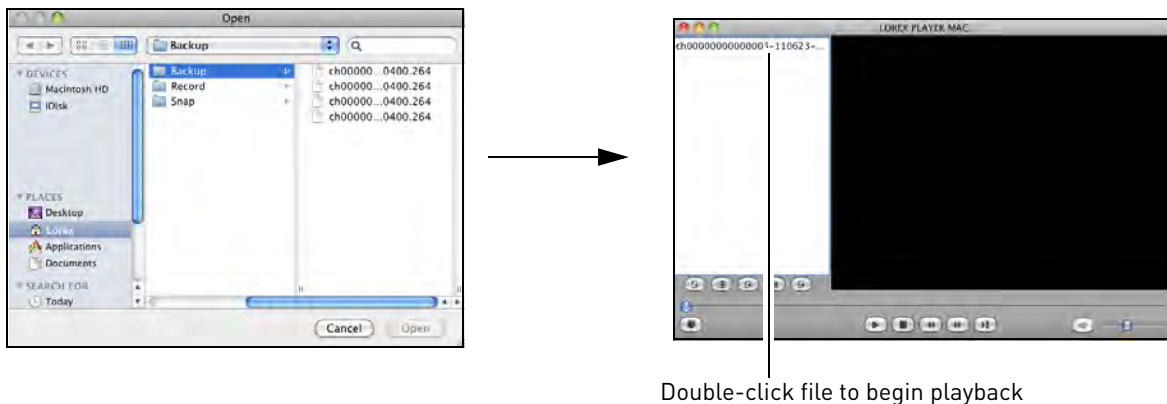 Open
Backup
DEVICES
Macintosh HD
iDisk
PLACES
Desktop
Lorex
Applications
Documents
SEARCH FOR
Today
Backup
Record
Snap
ch00000...0400.264
ch00000...0400.264
ch00000...0400.264
ch00000...0400.264
Cancel
Open
LOREX PLAYER MAC
ch00000000000003-110623-...
Double-click file to begin playback